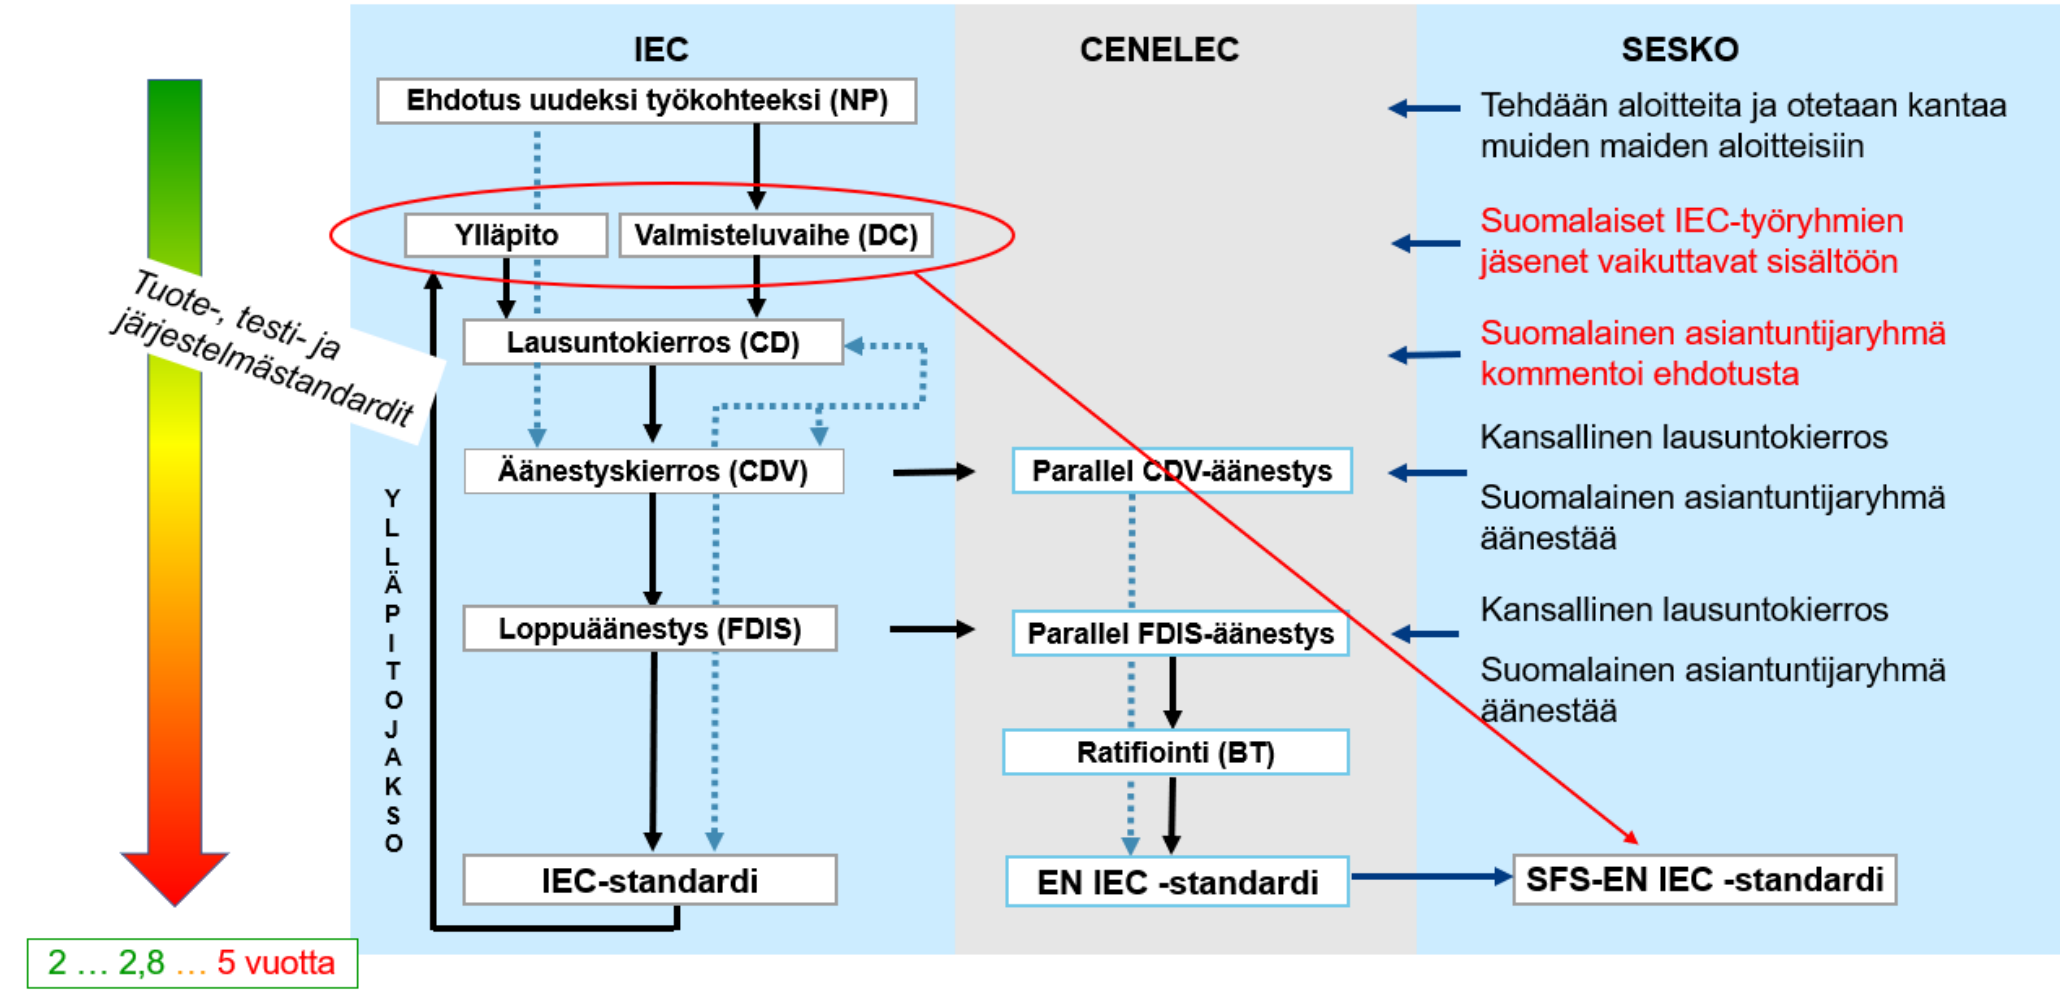 IEC
CENELEC
SESKO
Ehdotus uudeksi työkohteeksi (NP)
Tehdään aloitteita ja otetaan kantaa
muiden maiden aloitteisiin
Ylläpito
Valmisteluvaihe (DC)
Suomalaiset IEC-työryhmien
jäsenet vaikuttavat sisältöön
Tuote-, testi- ja
järjestelmästandardit
Lausuntokierros (CD)
Suomalainen asiantuntijaryhmä
kommentoi ehdotusta
Äänestyskierros (CDV)
Parallel CDV-äänestys
Kansallinen lausuntokierros
Suomalainen asiantuntijaryhmä
äänestää
YLLÄPITOJAKSO
Loppuäänestys (FDIS)
Parallel FDIS-äänestys
Kansallinen lausuntokierros
Suomalainen asiantuntijaryhmä
äänestää
Ratifiointi (BT)
IEC-standardi
EN IEC -standardi
SFS-EN IEC -standardi
2 … 2,8 … 5 vuotta